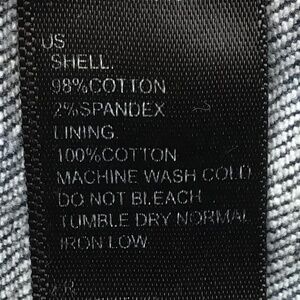 US
SHELL.
98%COTTON
2%SPANDEX
LINING.
100%COTTON
MACHINE WASH COLD
DO NOT BLEACH
TUMBLE DRY NORMAL
IRON LOW